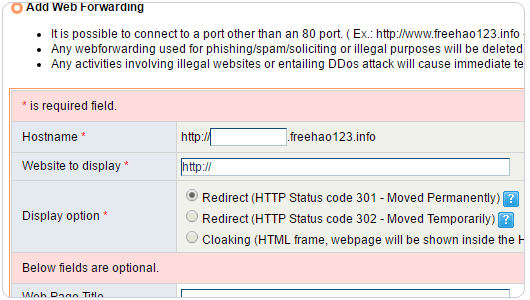 Add Web Forwarding
It is possible to connect to a port other than an 80 port. ( Ex.: http://www.freehao123.info
Any webforwarding used for phishing/spam/soliciting or illegal purposes will be deleted
Any activities involving illegal websites or entailing DDos attack will cause immediate te
* is required field.
Hostname * http:// .freehao123.info
Website to display * http://
Display option * Redirect (HTTP Status code 301 - Moved Permanently) ?
Redirect (HTTP Status code 302 - Moved Temporarily) ?
Cloaking (HTML frame, webpage will be shown inside the H
Below fields are optional.
Web Page Title